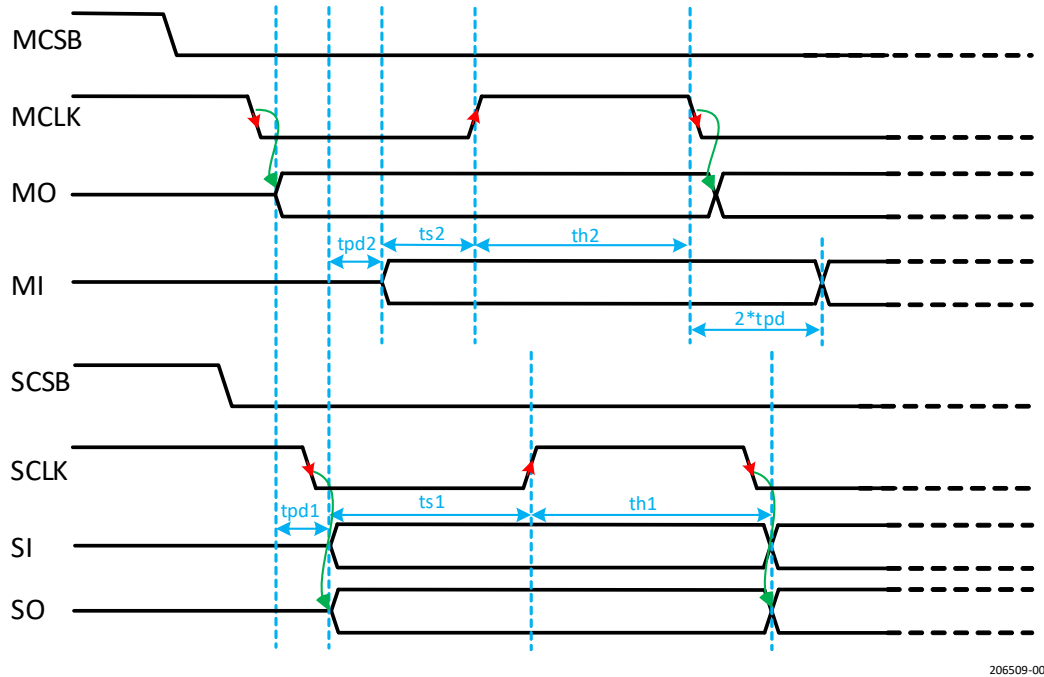 MCSB
MCLK
MO
tpd2
ts2
th2
MI
2*tpd
SCSB
SCLK
tpd1
ts1
th1
SI
SO
206509-00